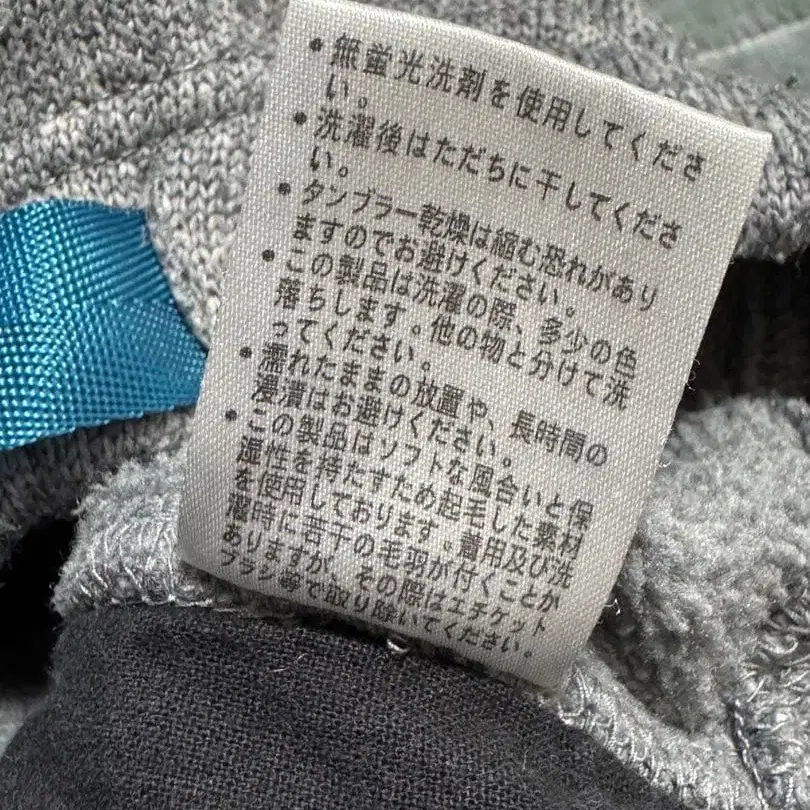 ・無蛍光洗剤を使用してくださ
い。
・洗濯後はただちに干してくださ
い。
・タンブラー乾燥は縮む恐れがあり
ますのでお避けください。
・この製品は洗濯の際、多少の色
落ちします。他の物と分けて洗
ってください。
・濡れたままの放置や、長時間の
浸漬はお避けください。
・この製品はソフトな風合いと保
湿性を持たすため起毛した素材
を使用しております。着用及び洗
濯時に若干の毛羽が付くことが
ありますが、その際はエチケット
ブラシ等で取り除いてください。